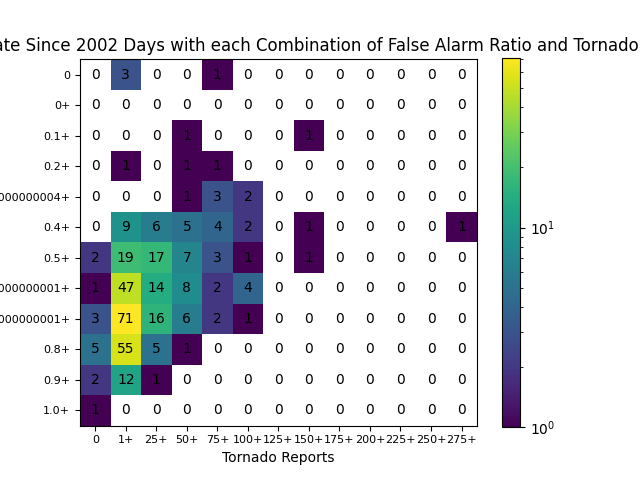 ate Since 2002 Days with each Combination of False Alarm Ratio and Tornado
0 0 3 0 0 1 0 0 0 0 0 0 0 0
0+ 0 0 0 0 0 0 0 0 0 0 0 0 0
0.1+ 0 0 0 1 0 0 0 1 0 0 0 0 0
0.2+ 0 1 0 1 1 0 0 0 0 0 0 0 0
000000004+ 0 0 0 1 3 2 0 0 0 0 0 0 0
0.4+ 0 9 6 5 4 2 0 1 0 0 0 0 1
0.5+ 2 19 17 7 3 1 0 1 0 0 0 0 0
000000001+ 1 47 14 8 2 4 0 0 0 0 0 0 0
000000001+ 3 71 16 6 2 1 0 0 0 0 0 0 0
0.8+ 5 55 5 1 0 0 0 0 0 0 0 0 0
0.9+ 2 12 1 0 0 0 0 0 0 0 0 0 0
1.0+ 1 0 0 0 0 0 0 0 0 0 0 0 0
0 1+ 25+ 50+ 75+ 100+ 125+ 150+ 175+ 200+ 225+ 250+ 275+
Tornado Reports
10¹
10⁰